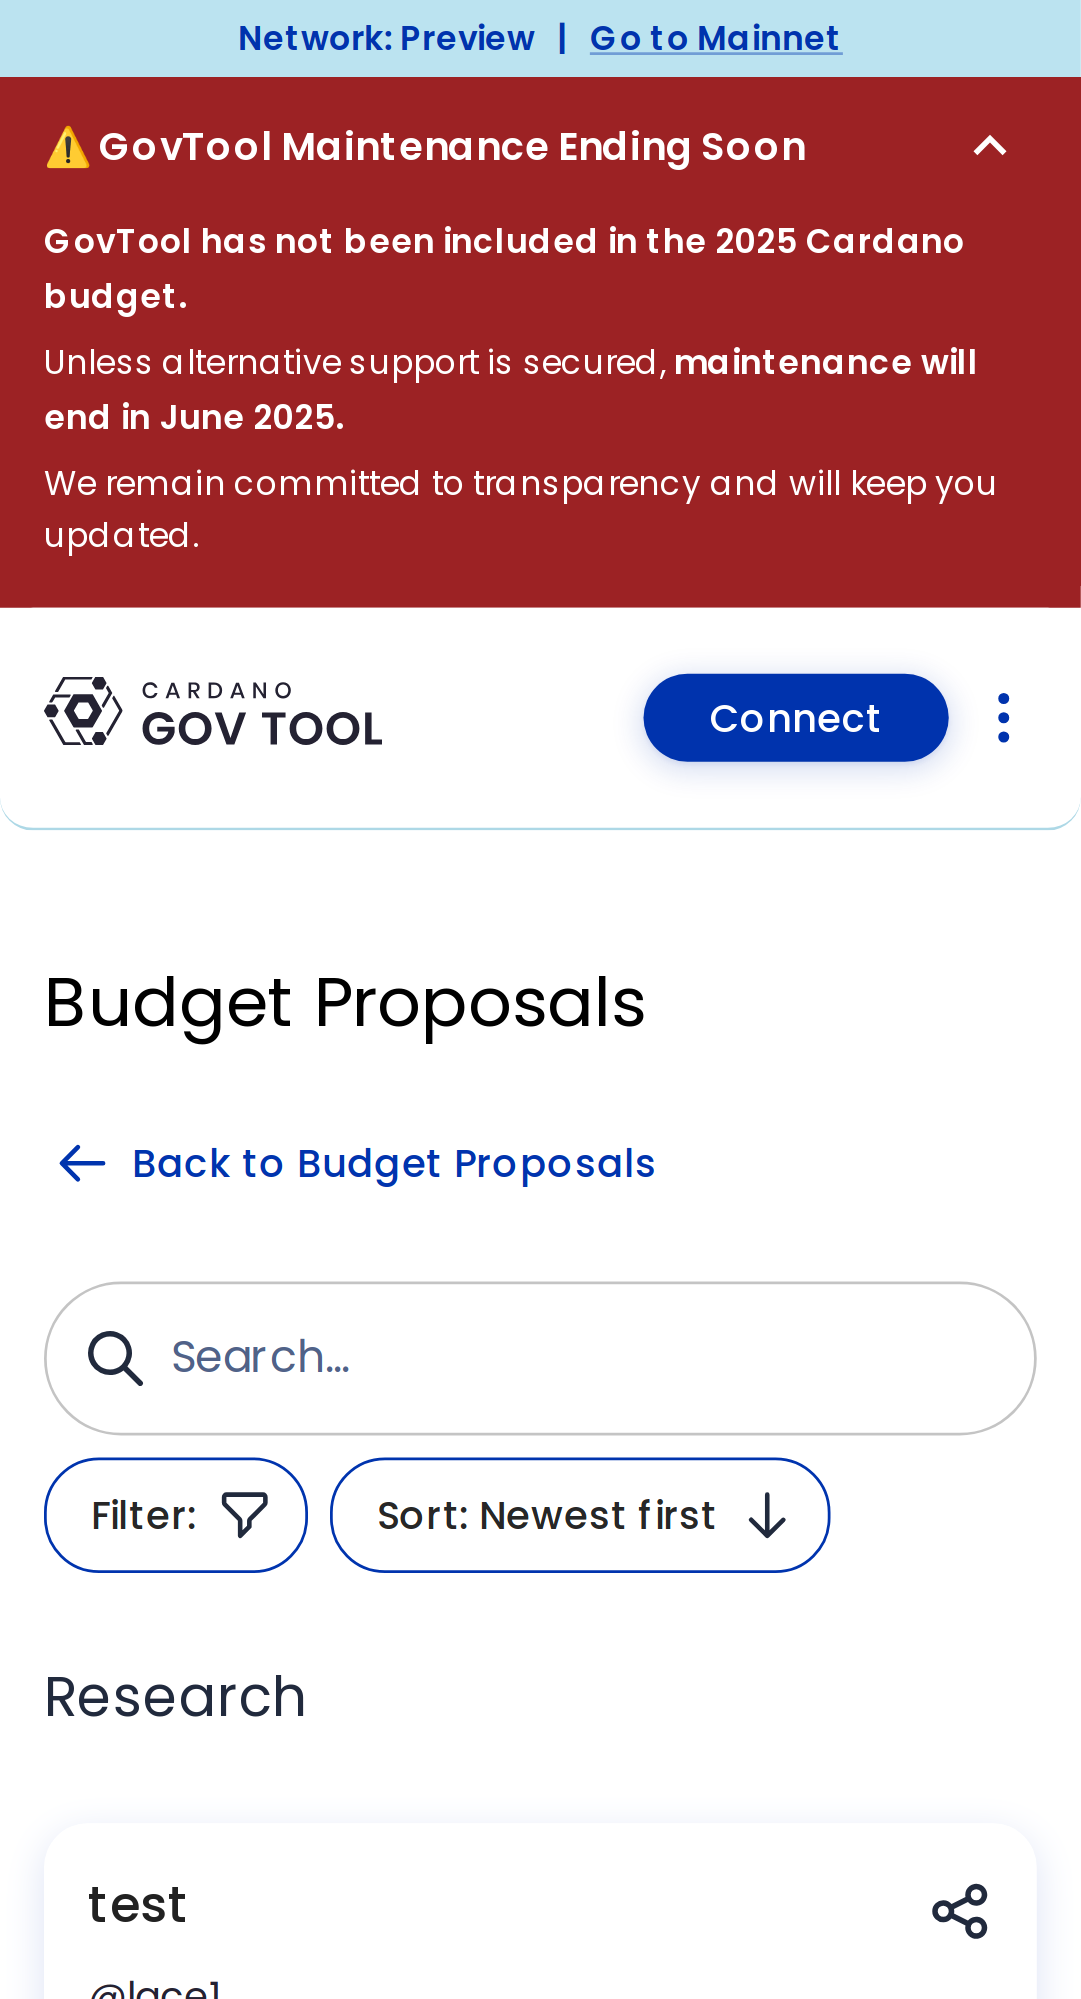 Network: Preview | Go to Mainnet
⚠️ GovTool Maintenance Ending Soon
GovTool has not been included in the 2025 Cardano
budget.
Unless alternative support is secured, maintenance will
end in June 2025.
We remain committed to transparency and will keep you
updated.
CARDANO
GOV TOOL
Connect
Budget Proposals
Back to Budget Proposals
Search...
Filter:
Sort: Newest first
Research
test
@lace1